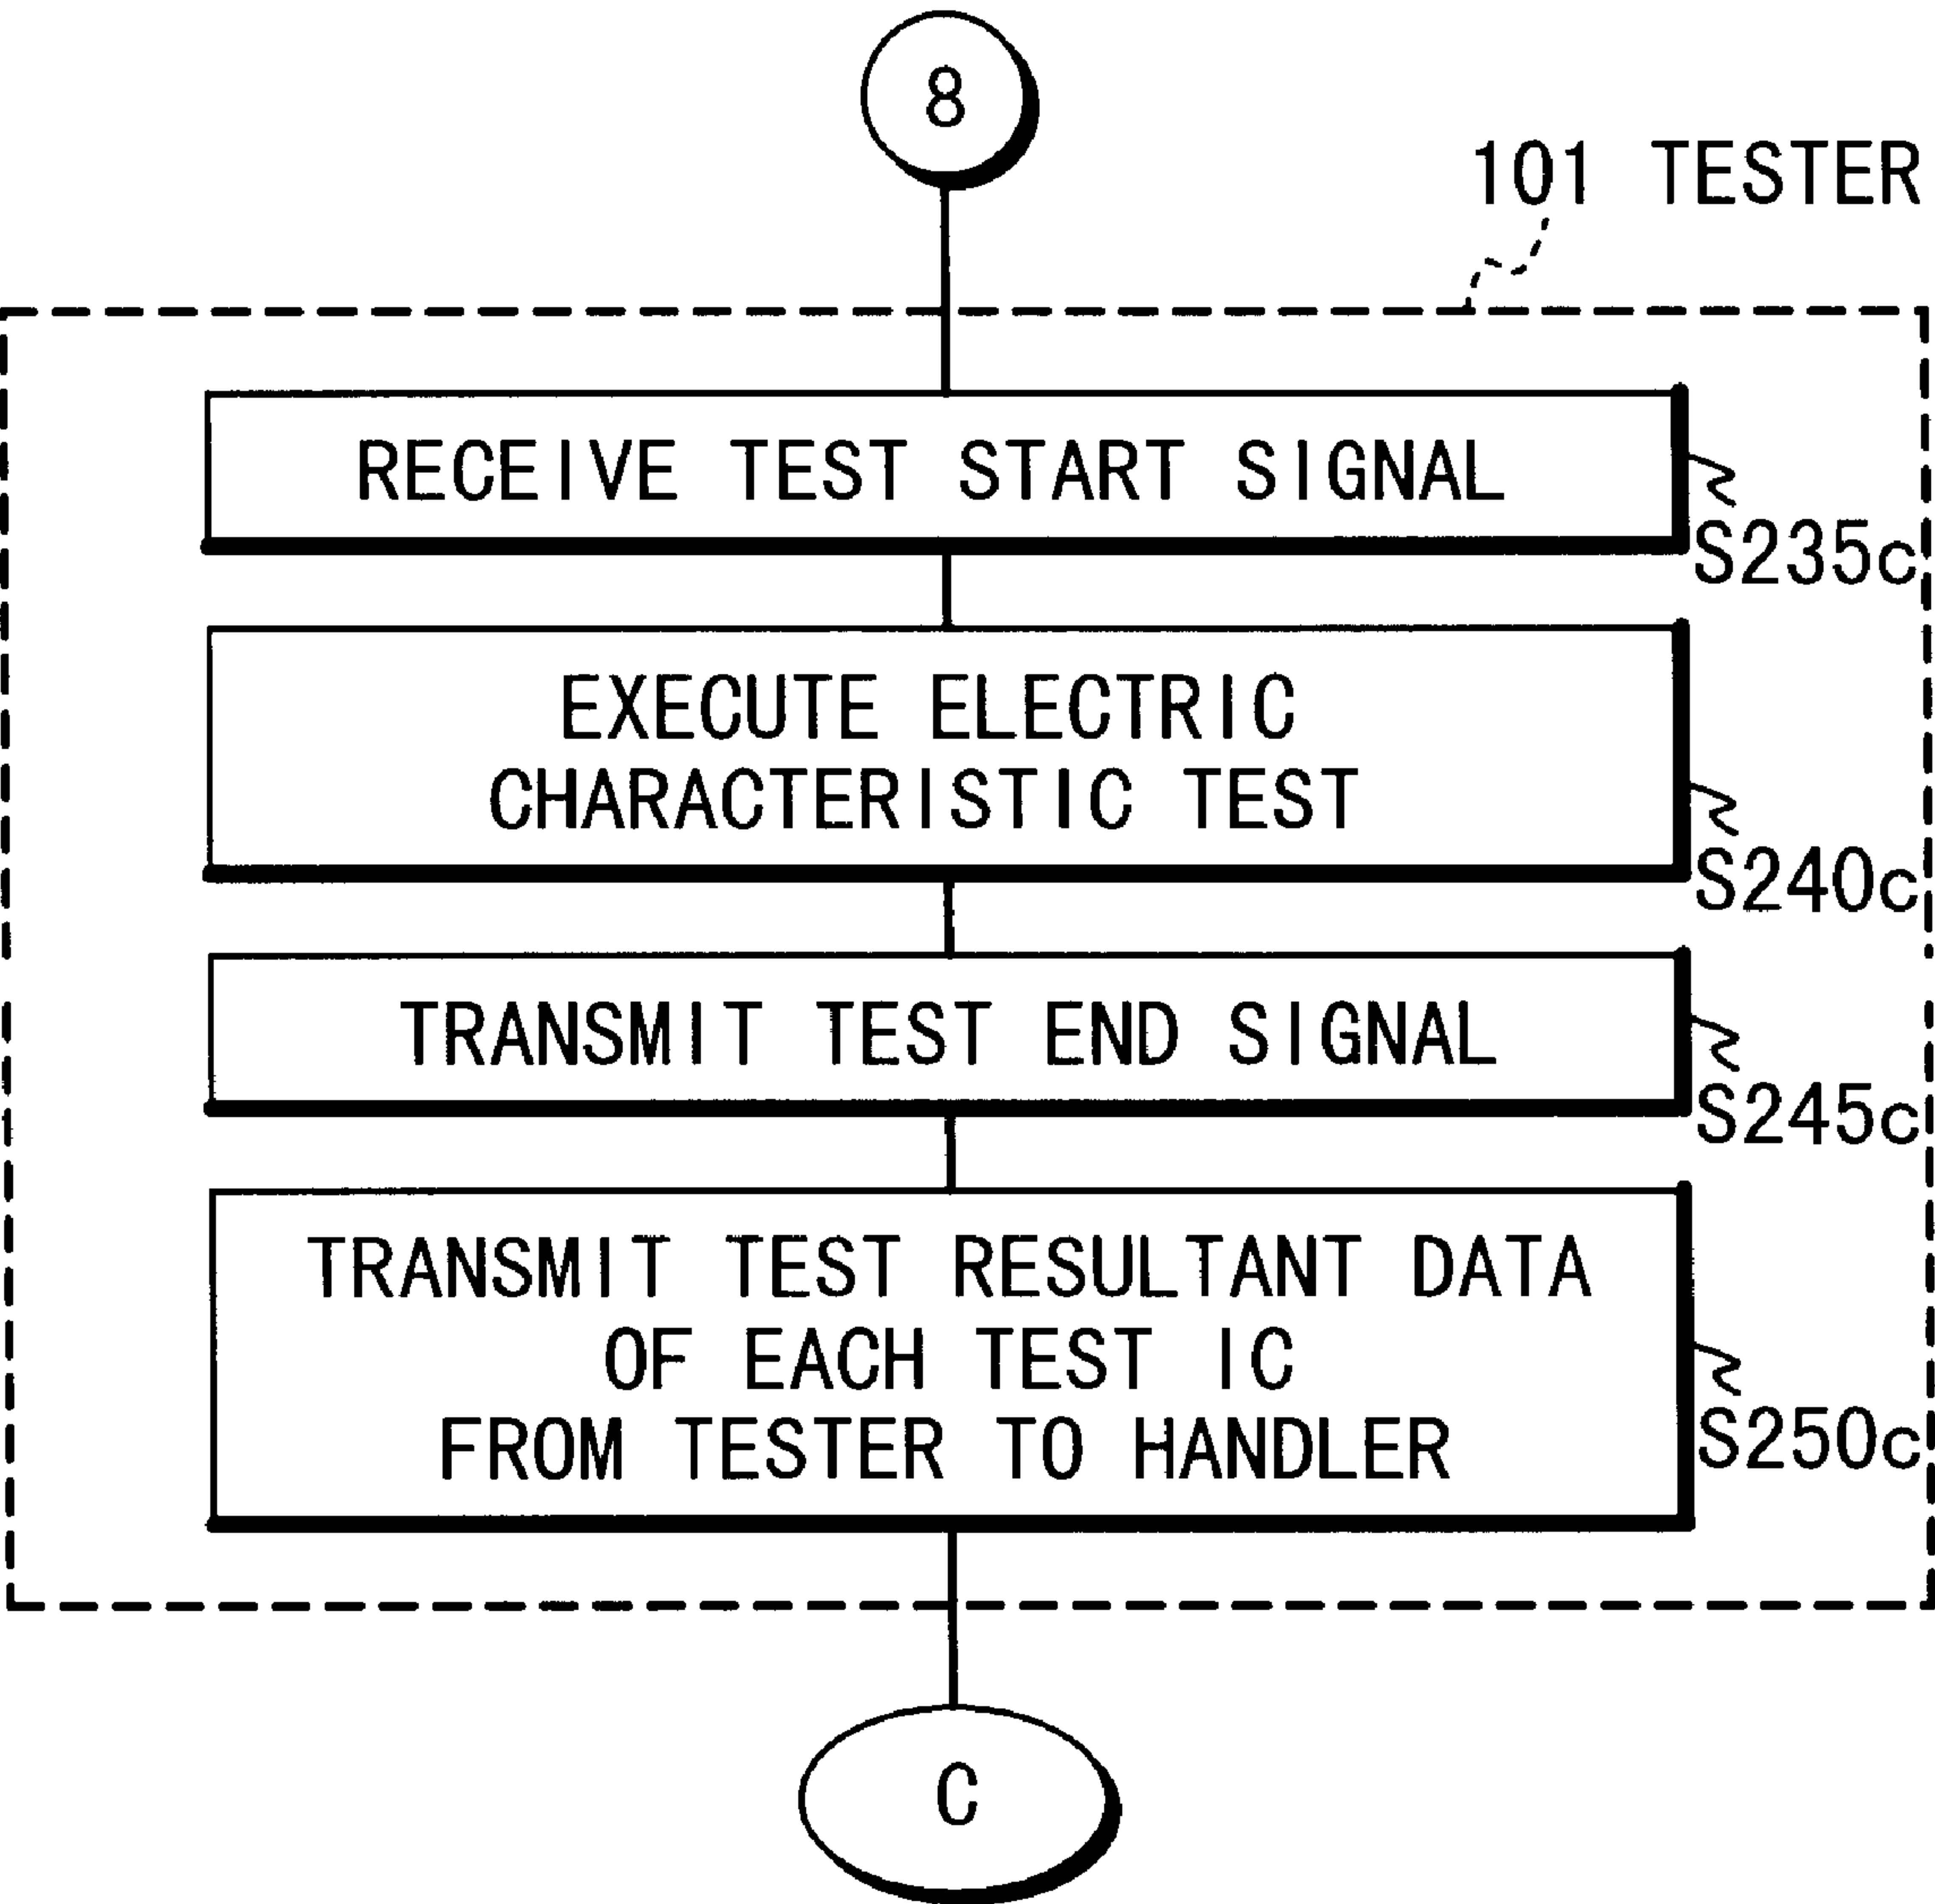 8
101 TESTER
RECEIVE TEST START SIGNAL
S235c
EXECUTE ELECTRIC
CHARACTERISTIC TEST
S240c
TRANSMIT TEST END SIGNAL
S245c
TRANSMIT TEST RESULTANT DATA
OF EACH TEST IC
FROM TESTER TO HANDLER
S250c
C